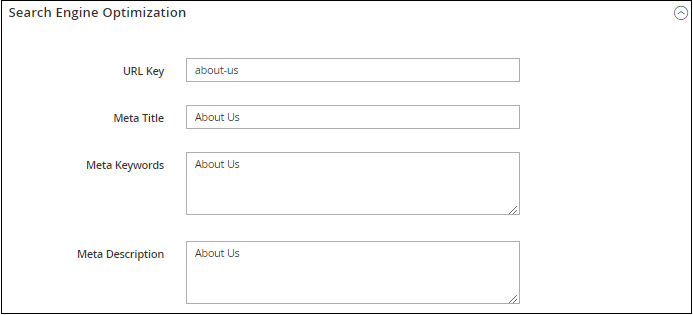 Search Engine Optimization
URL Key
about-us
Meta Title
About Us
Meta Keywords
About Us
Meta Description
About Us